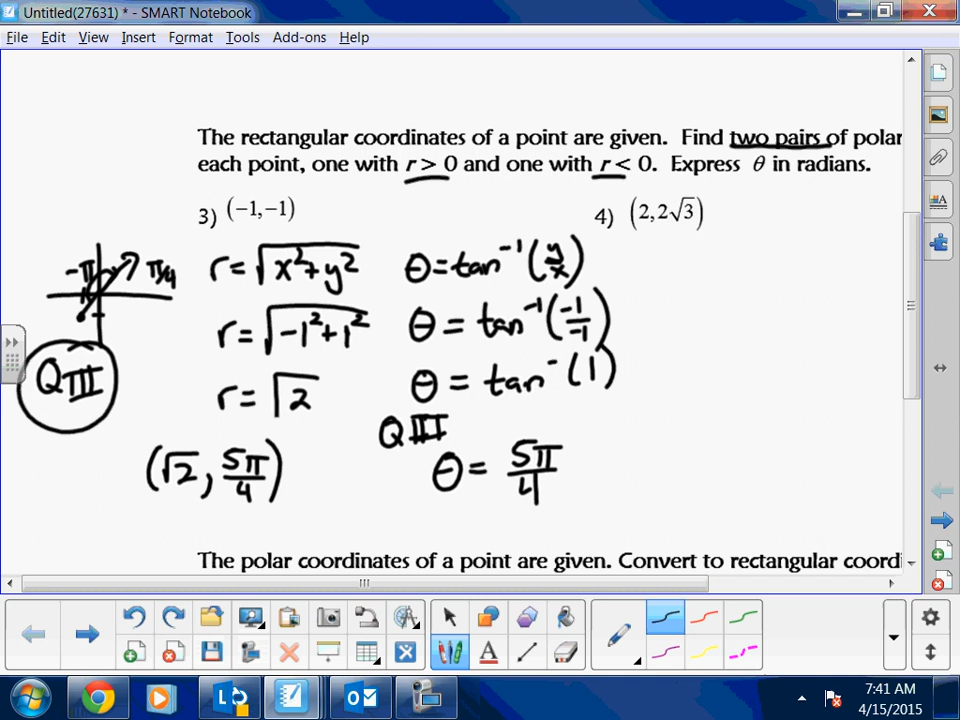 Untitled(27631) * - SMART Notebook
File Edit View Insert Format Tools Add-ons Help
The rectangular coordinates of a point are given. Find two pairs of polar
each point, one with r > 0 and one with r < 0. Express θ in radians.
3) (−1,−1)
4) (2, 2√3)
-π π/4
r = √x²+y² θ = tan⁻¹(y/x)
r = √-1²+1² θ = tan⁻¹(-1/-1)
QIII
r = √2 θ = tan⁻(1)
QIII
(√2, 5π/4) θ = 5π/4
The polar coordinates of a point are given. Convert to rectangular coordi
7:41 AM
4/15/2015